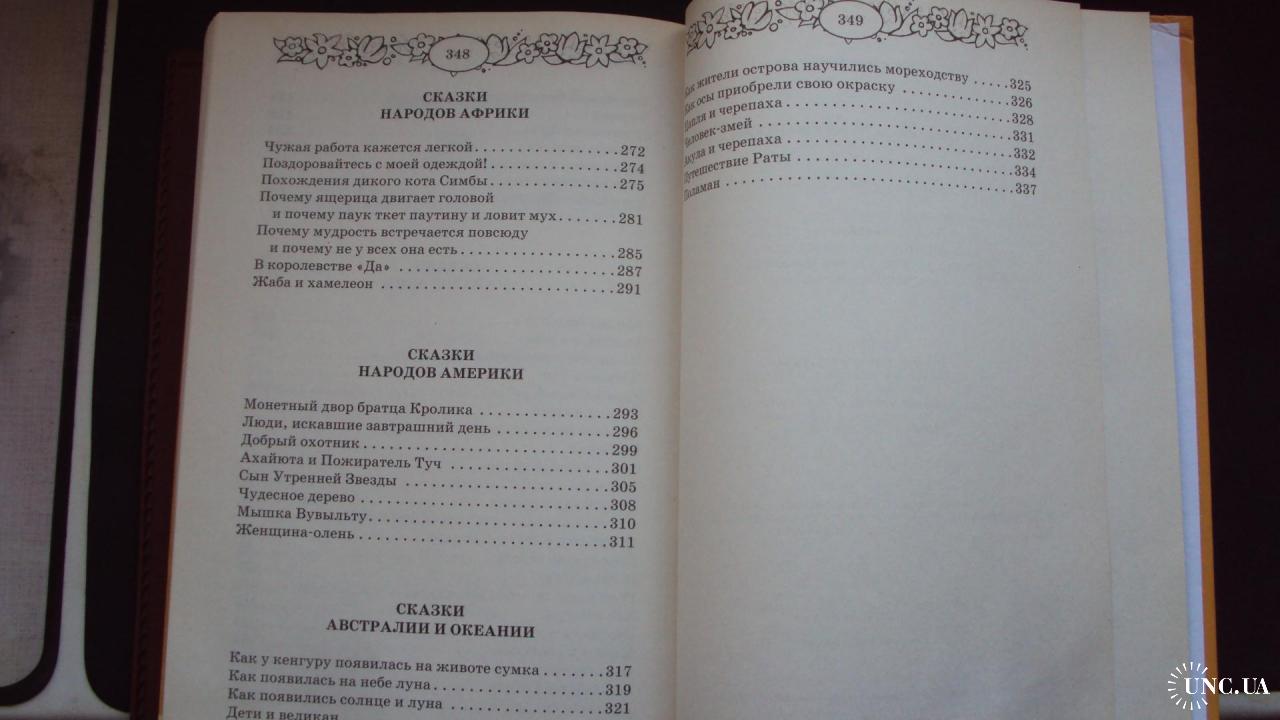 348
СКАЗКИ
НАРОДОВ АФРИКИ
Чужая работа кажется легкой. . . . . . . . . . . . . . . . . . . 272
Поздоровайтесь с моей одеждой! . . . . . . . . . . . . . . . . . 274
Похождения дикого кота Симбы . . . . . . . . . . . . . . . . . 275
Почему ящерица двигает головой
и почему паук ткет паутину и ловит мух . . . . . . . 281
Почему мудрость встречается повсюду
и почему не у всех она есть . . . . . . . . . . . . . . . . . . 285
В королевстве «Да» . . . . . . . . . . . . . . . . . . . . . . . . . . 287
Жаба и хамелеон . . . . . . . . . . . . . . . . . . . . . . . . . . . . 291
СКАЗКИ
НАРОДОВ АМЕРИКИ
Монетный двор братца Кролика . . . . . . . . . . . . . . . 293
Люди, искавшие завтрашний день . . . . . . . . . . . . . 296
Добрый охотник . . . . . . . . . . . . . . . . . . . . . . . . . . . . 299
Ахайюта и Пожиратель Туч . . . . . . . . . . . . . . . . . . 301
Сын Утренней Звезды . . . . . . . . . . . . . . . . . . . . . . . 305
Чудесное дерево . . . . . . . . . . . . . . . . . . . . . . . . . . . . 308
Мышка Вувыльту . . . . . . . . . . . . . . . . . . . . . . . . . . . 310
Женщина-олень . . . . . . . . . . . . . . . . . . . . . . . . . . . . 311
СКАЗКИ
АВСТРАЛИИ И ОКЕАНИИ
Как у кенгуру появилась на животе сумка . . . . . . . 317
Как появилась на небе луна . . . . . . . . . . . . . . . . . . . 319
Как появились солнце и луна . . . . . . . . . . . . . . . . . . 321
Дети и великан
349
Как жители острова научились мореходству . . . . . 325
Как осы приобрели свою окраску . . . . . . . . . . . . . . 326
Цапля и черепаха . . . . . . . . . . . . . . . . . . . . . . . . . . . 328
Человек-змей . . . . . . . . . . . . . . . . . . . . . . . . . . . . . . 331
Акула и черепаха . . . . . . . . . . . . . . . . . . . . . . . . . . . 332
Путешествие Раты . . . . . . . . . . . . . . . . . . . . . . . . . . 334
337
UNC.UA